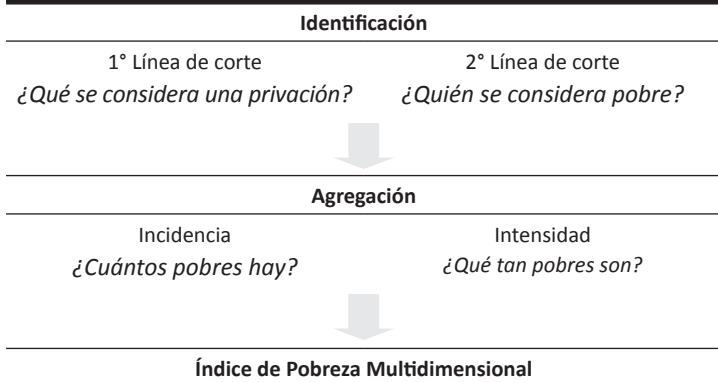 Identificación
1° Línea de corte
¿Qué se considera una privación?
2° Línea de corte
¿Quién se considera pobre?
Agregación
Incidencia
¿Cuántos pobres hay?
Intensidad
¿Qué tan pobres son?
Índice de Pobreza Multidimensional